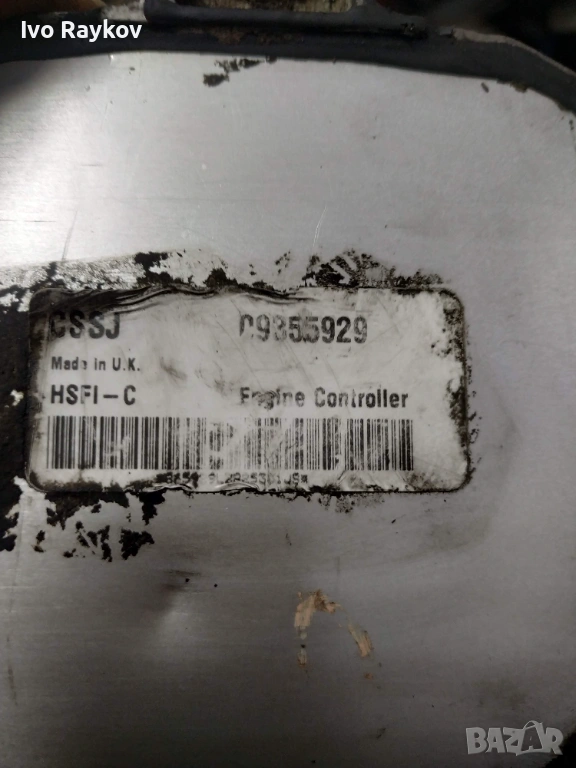 Ivo Raykov
CSSJ 09355929
Made in U.K.
HSFI-C Engine Controller
BAZAR